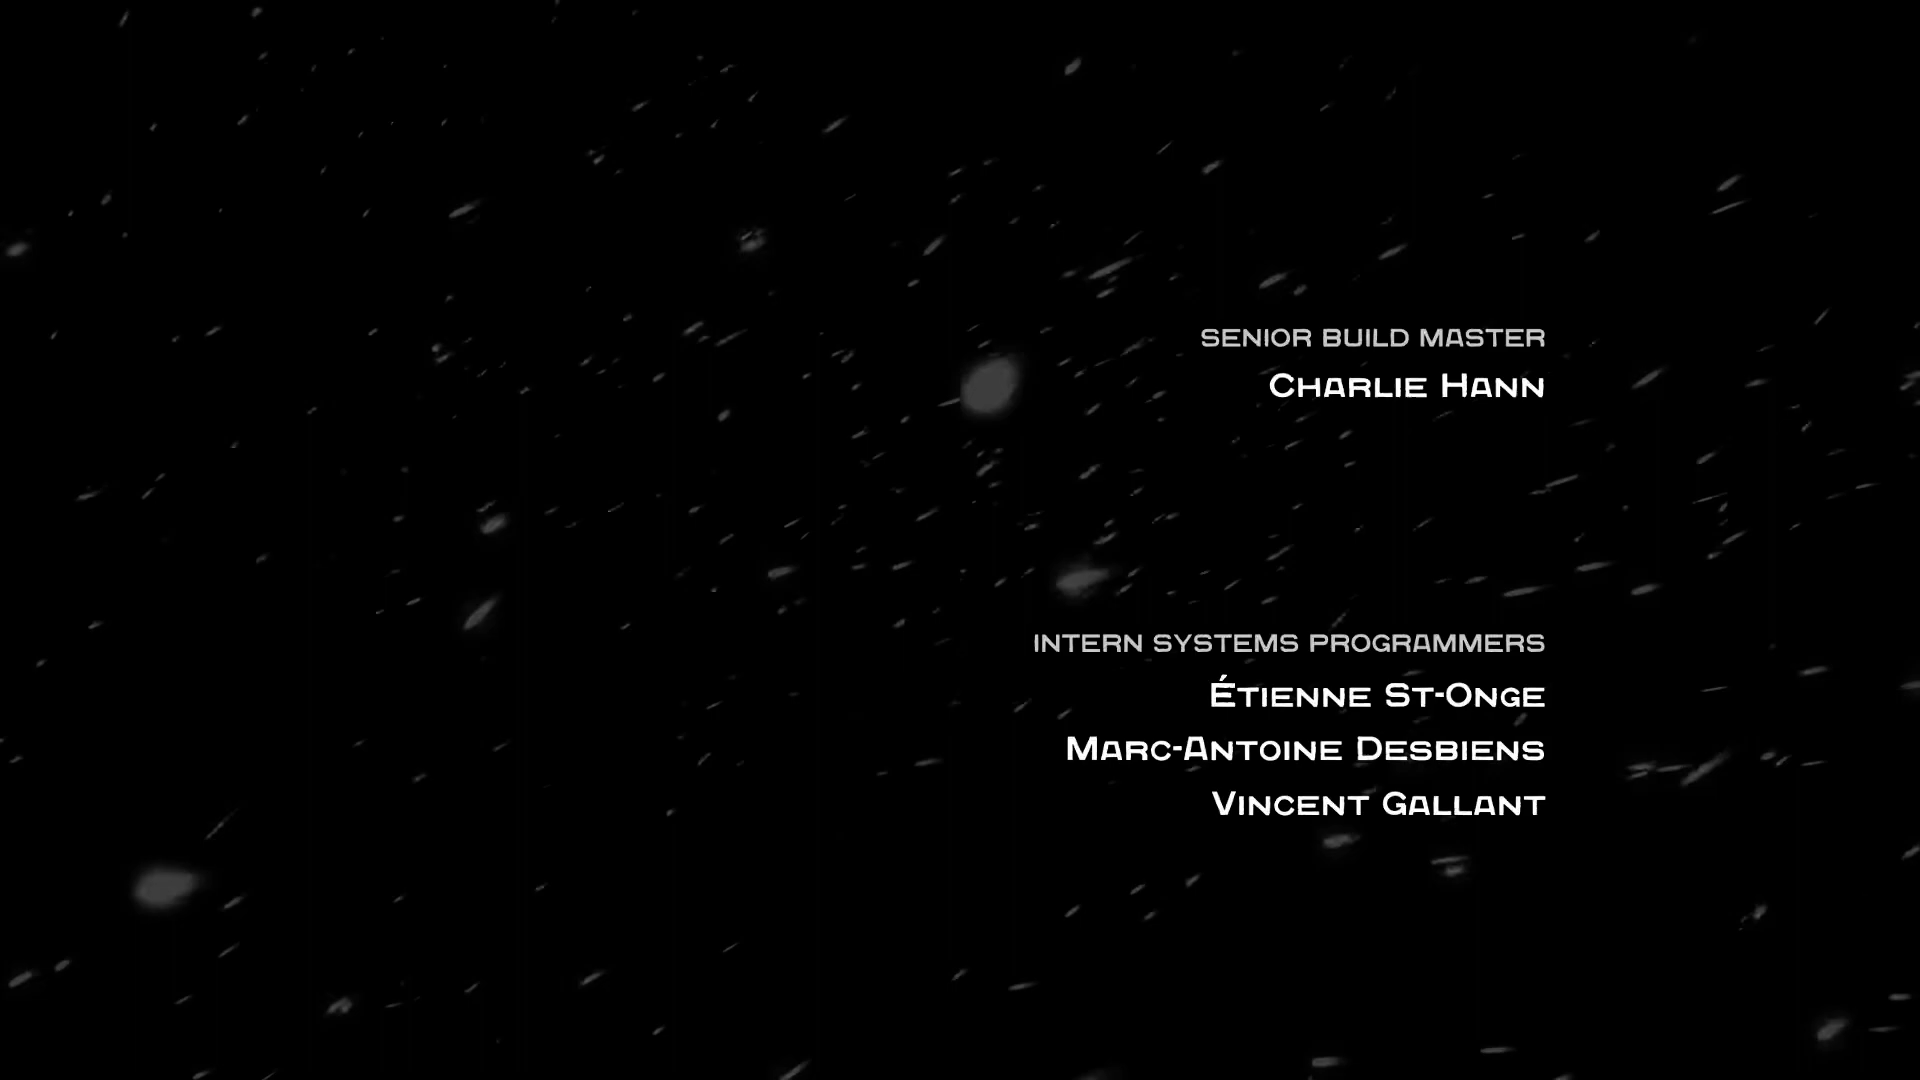 SENIOR BUILD MASTER
CHARLIE HANN
INTERN SYSTEMS PROGRAMMERS
ÉTIENNE ST-ONGE
MARC-ANTOINE DESBIENS
VINCENT GALLANT